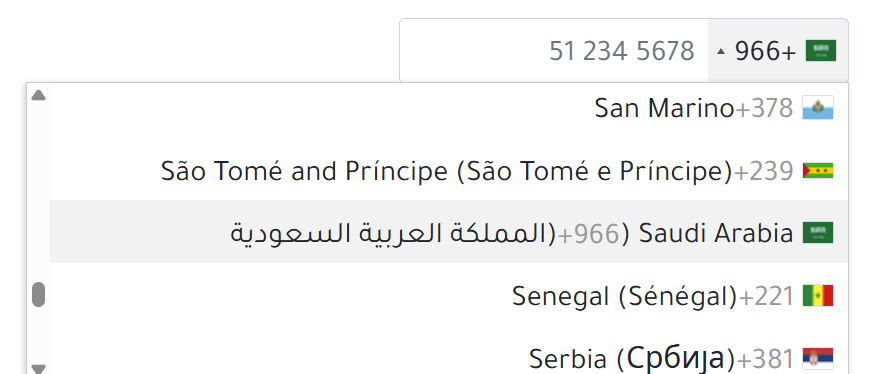 51 234 5678 966+
San Marino+378
São Tomé and Príncipe (São Tomé e Príncipe)+239
Saudi Arabia (‫المملكة العربية السعودية‬‎)+966
Senegal (Sénégal)+221
Serbia (Србија)+381